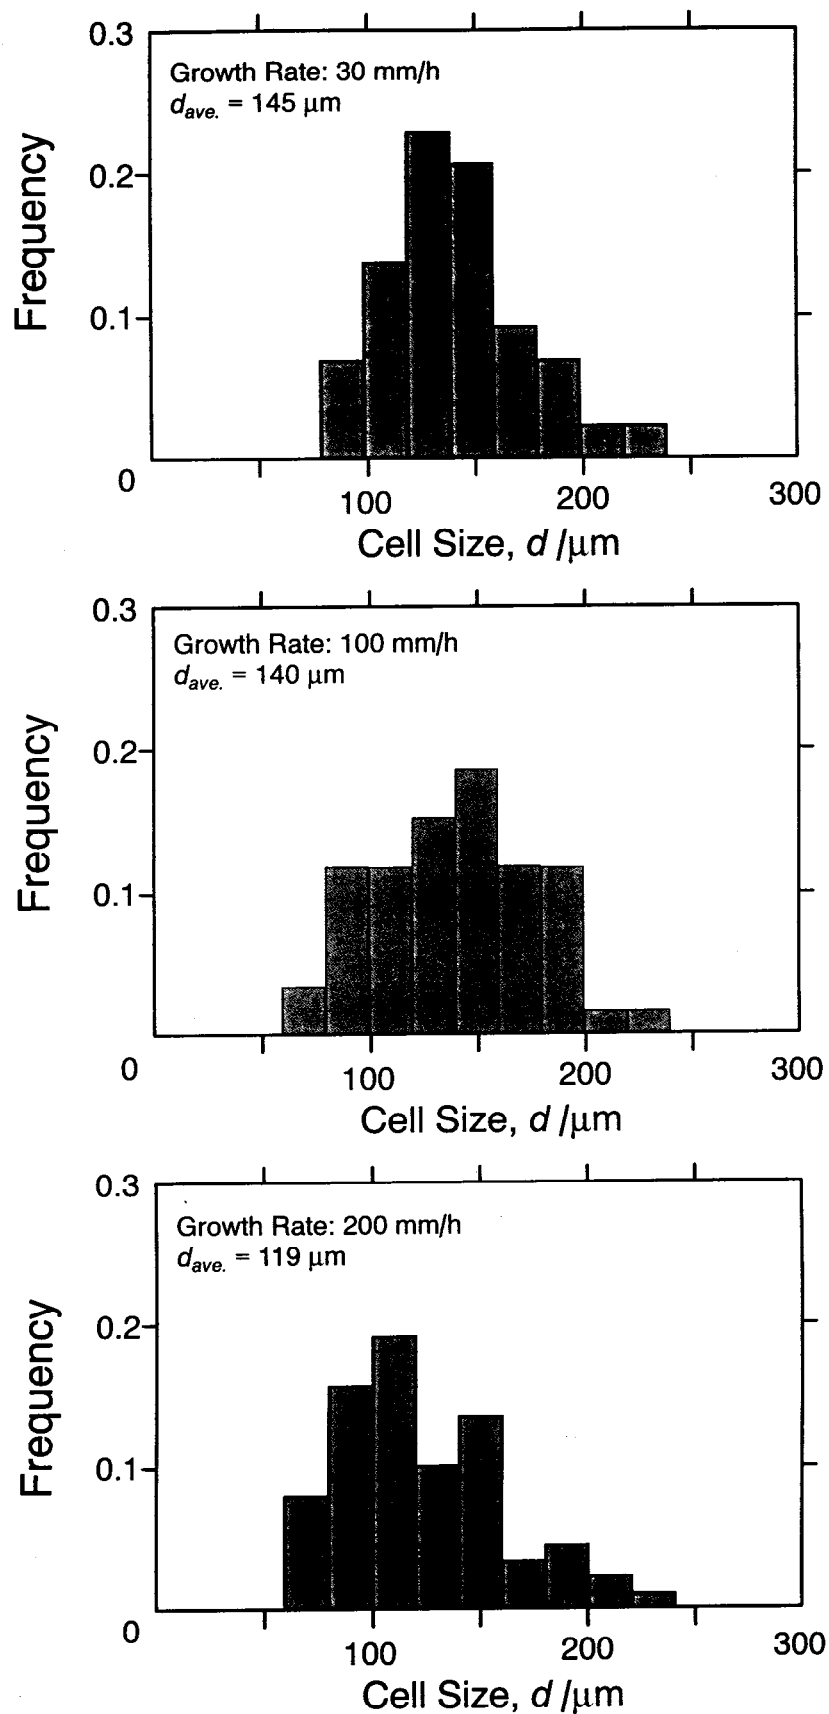 0.3
Growth Rate: 30 mm/h
dave. = 145 μm
0.2
Frequency
0.1
0
100
200
300
Cell Size, d /μm
0.3
Growth Rate: 100 mm/h
dave. = 140 μm
0.2
Frequency
0.1
0
100
200
300
Cell Size, d /μm
0.3
Growth Rate: 200 mm/h
dave. = 119 μm
0.2
Frequency
0.1
0
100
200
300
Cell Size, d /μm